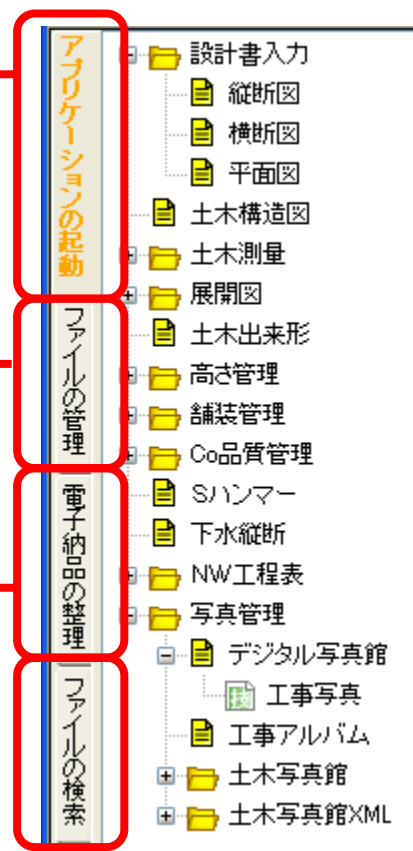 アプリケーションの起動
ファイルの管理
電子納品の整理
ファイルの検索
設計書入力
縦断図
横断図
平面図
土木構造図
土木測量
展開図
土木出来形
高さ管理
舗装管理
Co品質管理
Sハンマー
下水縦断
NW工程表
写真管理
デジタル写真館
技 工事写真
工事アルバム
土木写真館
土木写真館XML